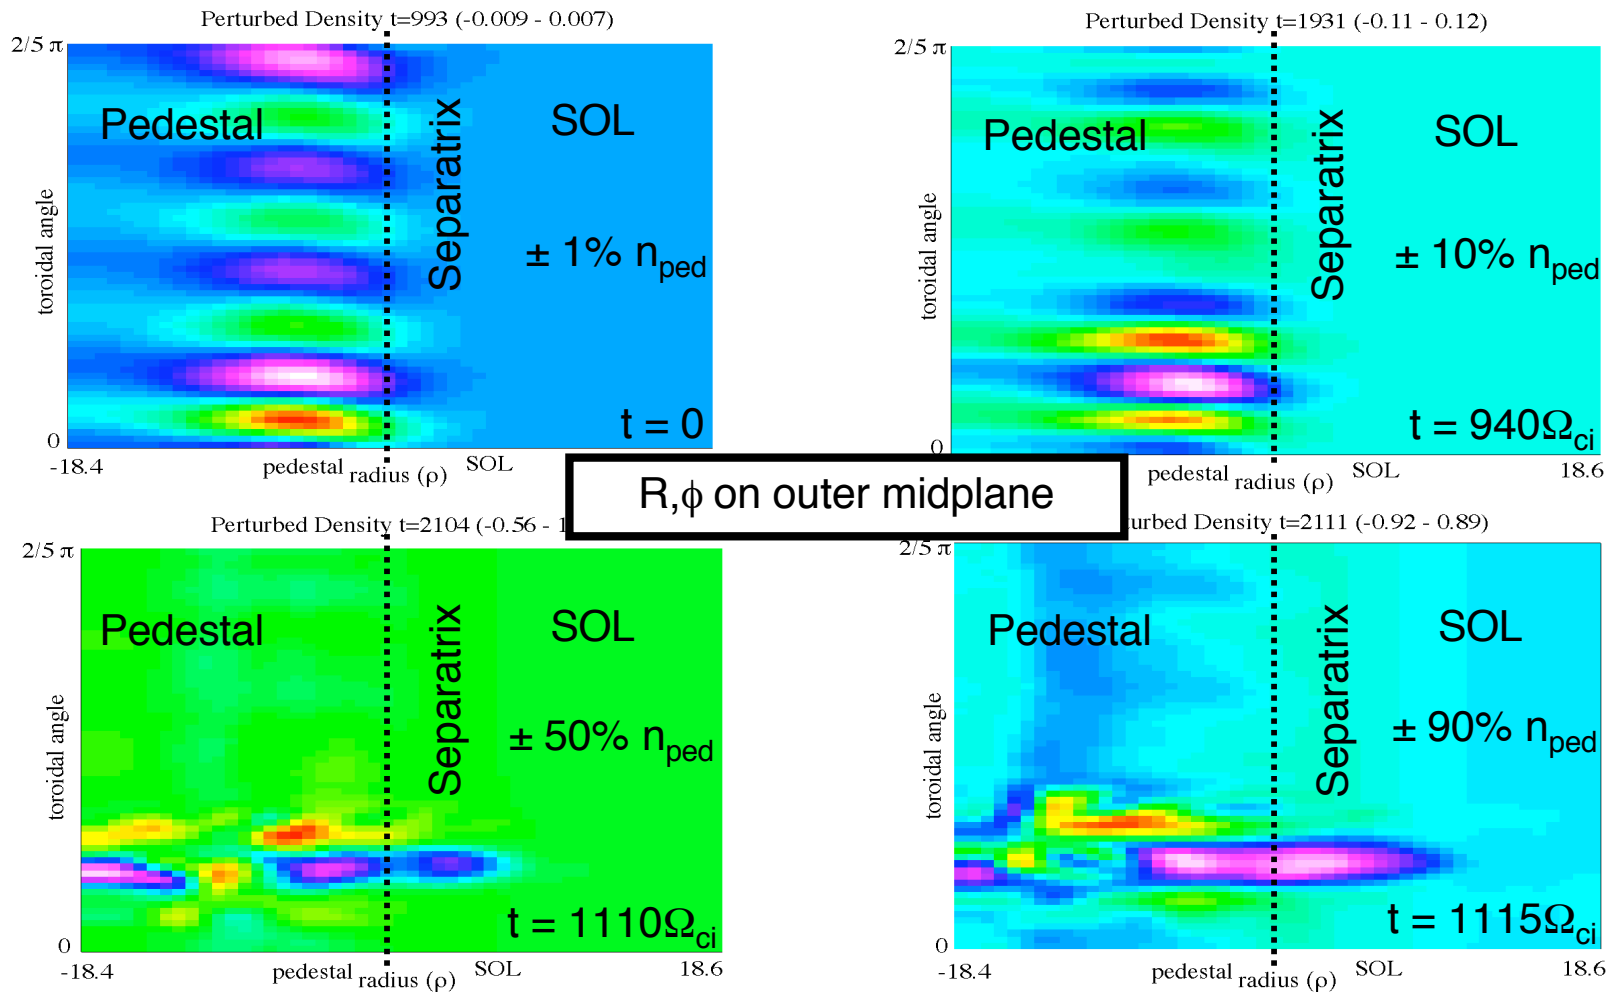 Perturbed Density t=993 (-0.009 - 0.007)
2/5 π
Pedestal
Separatrix
SOL
± 1% nped
toroidal angle
t = 0
0
-18.4
pedestal radius (ρ) SOL
Perturbed Density t=1931 (-0.11 - 0.12)
2/5 π
Pedestal
Separatrix
SOL
± 10% nped
toroidal angle
t = 940Ωci
0
pedestal radius (ρ) SOL
18.6
R,ϕ on outer midplane
Perturbed Density t=2104 (-0.56 - 1
2/5 π
Pedestal
Separatrix
SOL
± 50% nped
toroidal angle
t = 1110Ωci
0
-18.4
pedestal radius (ρ) SOL
18.6
urbed Density t=2111 (-0.92 - 0.89)
2/5 π
Pedestal
Separatrix
SOL
± 90% nped
toroidal angle
t = 1115Ωci
0
-18.4
pedestal radius (ρ) SOL
18.6